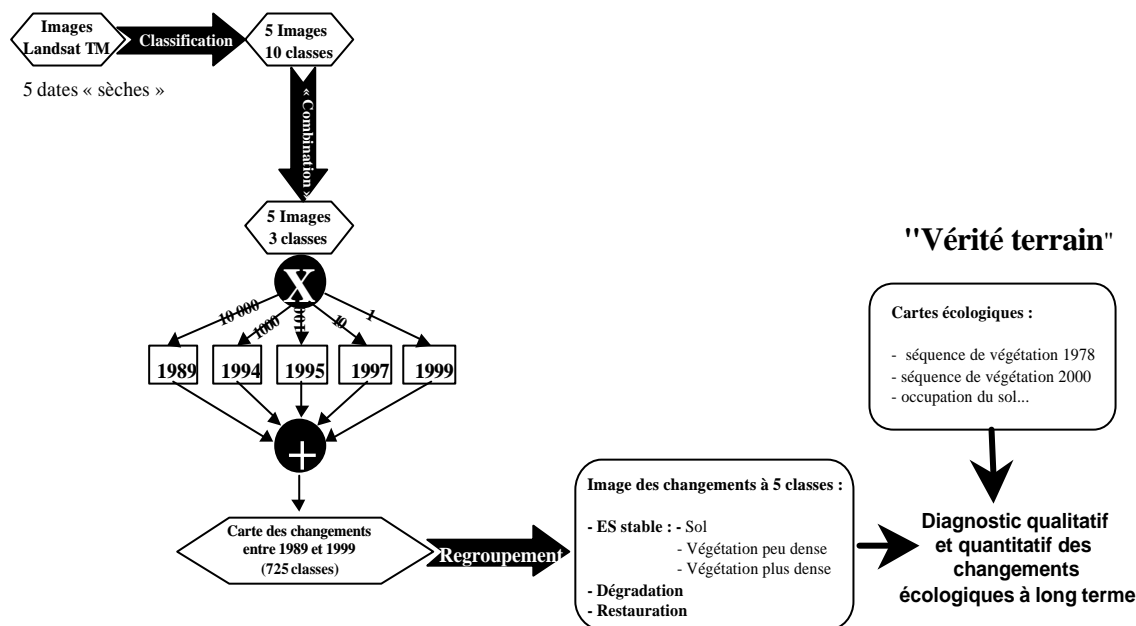 Images
Landsat TM
Classification
5 Images
10 classes
5 dates « sèches »
« Combination»
5 Images
3 classes
X
10 000
1000
100
10
1
1989
1994
1995
1997
1999
+
Carte des changements
entre 1989 et 1999
(725 classes)
Regroupement
Image des changements à 5 classes :
- ES stable : - Sol
- Végétation peu dense
- Végétation plus dense
- Dégradation
- Restauration
"Vérité terrain"
Cartes écologiques :
- séquence de végétation 1978
- séquence de végétation 2000
- occupation du sol...
Diagnostic qualitatif
et quantitatif des
changements
écologiques à long terme